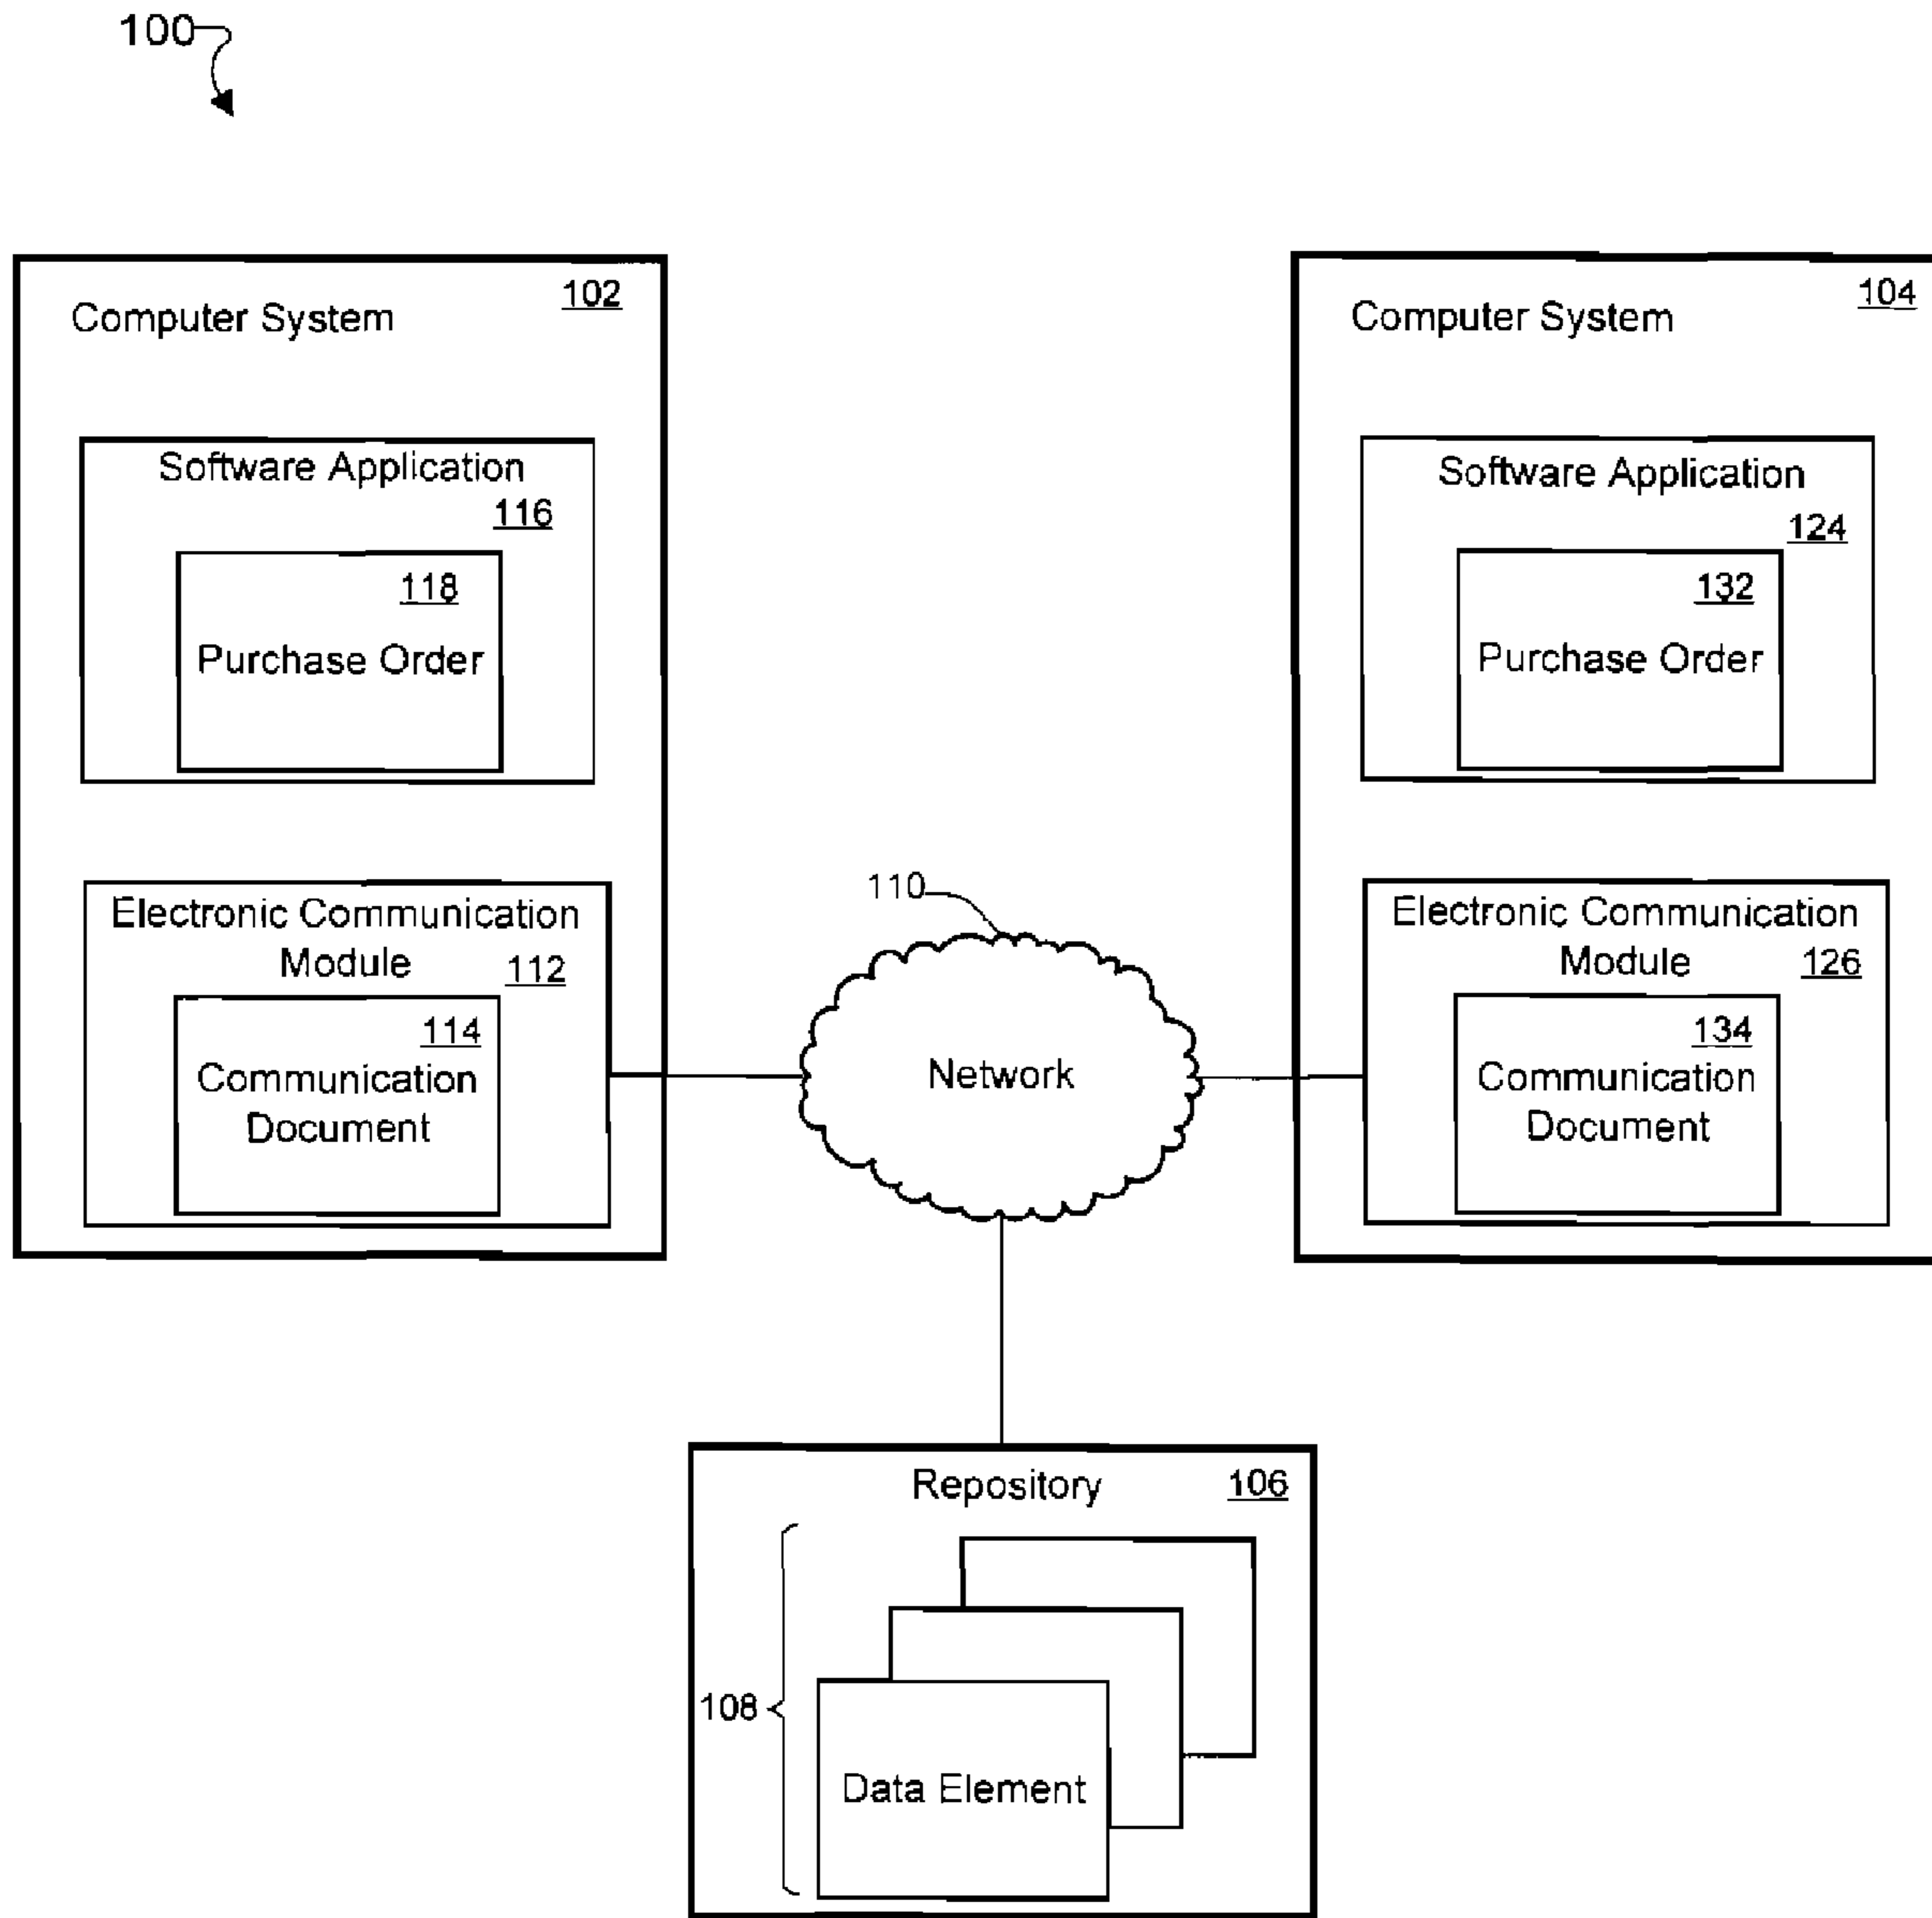 100
102
Computer System
Software Application
116
118
Purchase Order
Electronic Communication
Module 112
114
Communication
Document
104
Computer System
Software Application
124
132
Purchase Order
Electronic Communication
Module 126
134
Communication
Document
110
Network
Repository 106
108
Data Element